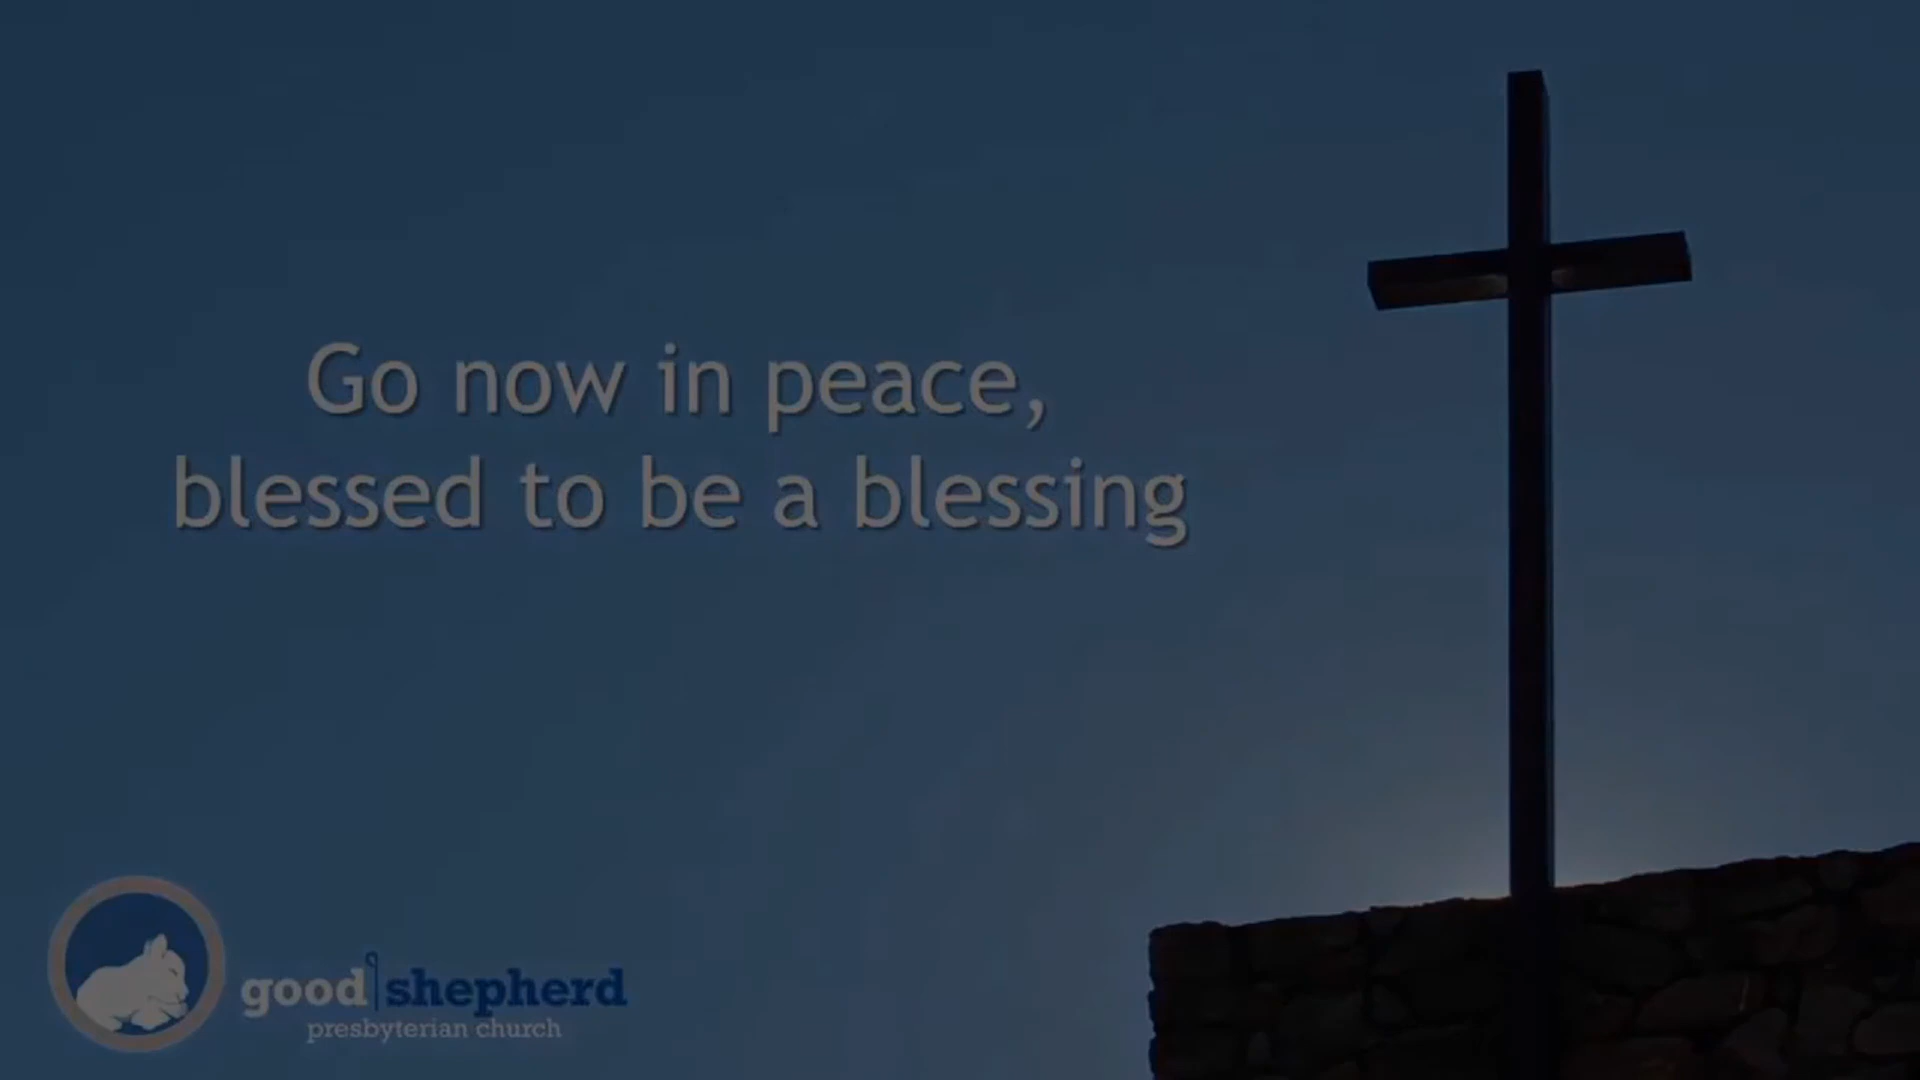 Go now in peace,
blessed to be a blessing
good shepherd
presbyterian church